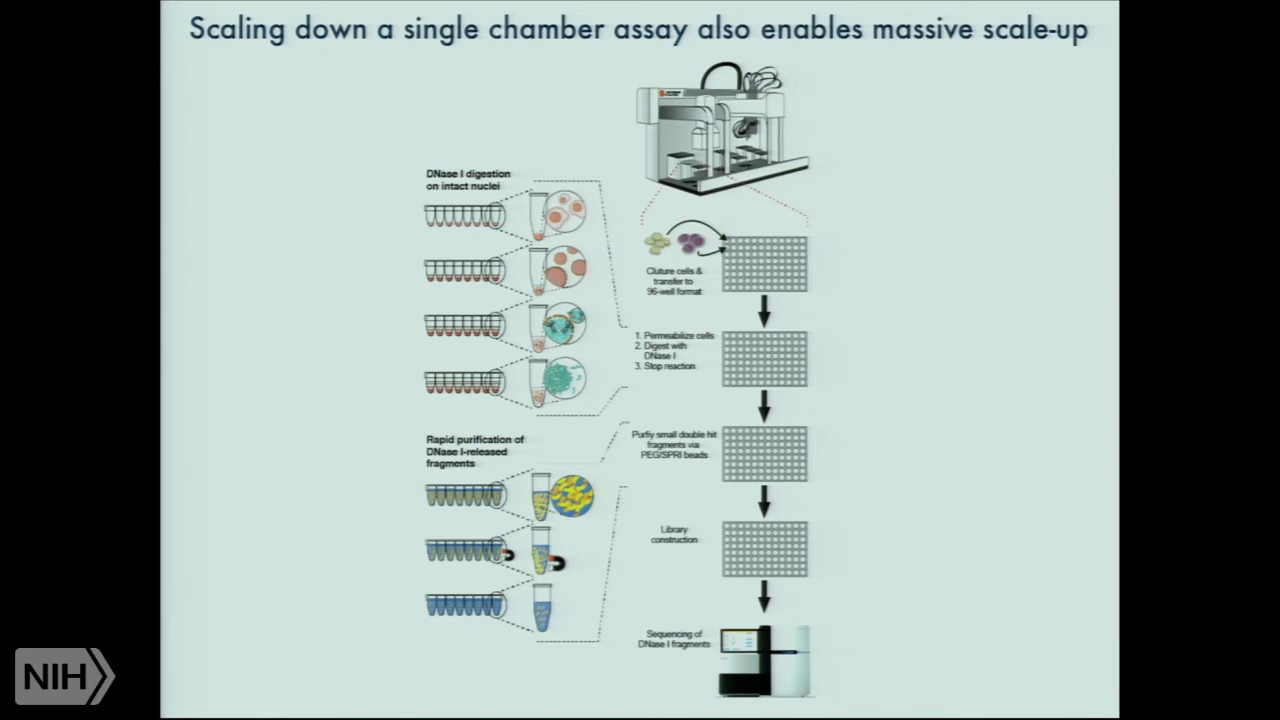 Scaling down a single chamber assay also enables massive scale-up
DNase I digestion
on intact nuclei
Cluture cells &
transfer to
96-well format
1. Permeabilize cells
2. Digest with
DNase I
3. Stop reaction
Rapid purification of
DNase I-released
fragments
Purfiy small double hit
fragments via
PEG/SPRI beads
Library
construction
Sequencing of
DNase I fragments
NIH